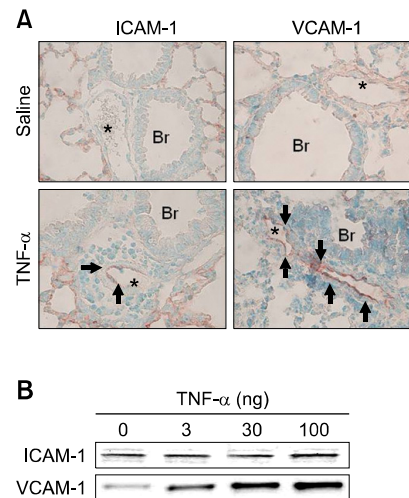 A
ICAM-1 VCAM-1
Saline
*
Br
*
Br
TNF-α
Br
*
*
Br
B
TNF-α (ng)
0 3 30 100
ICAM-1
VCAM-1